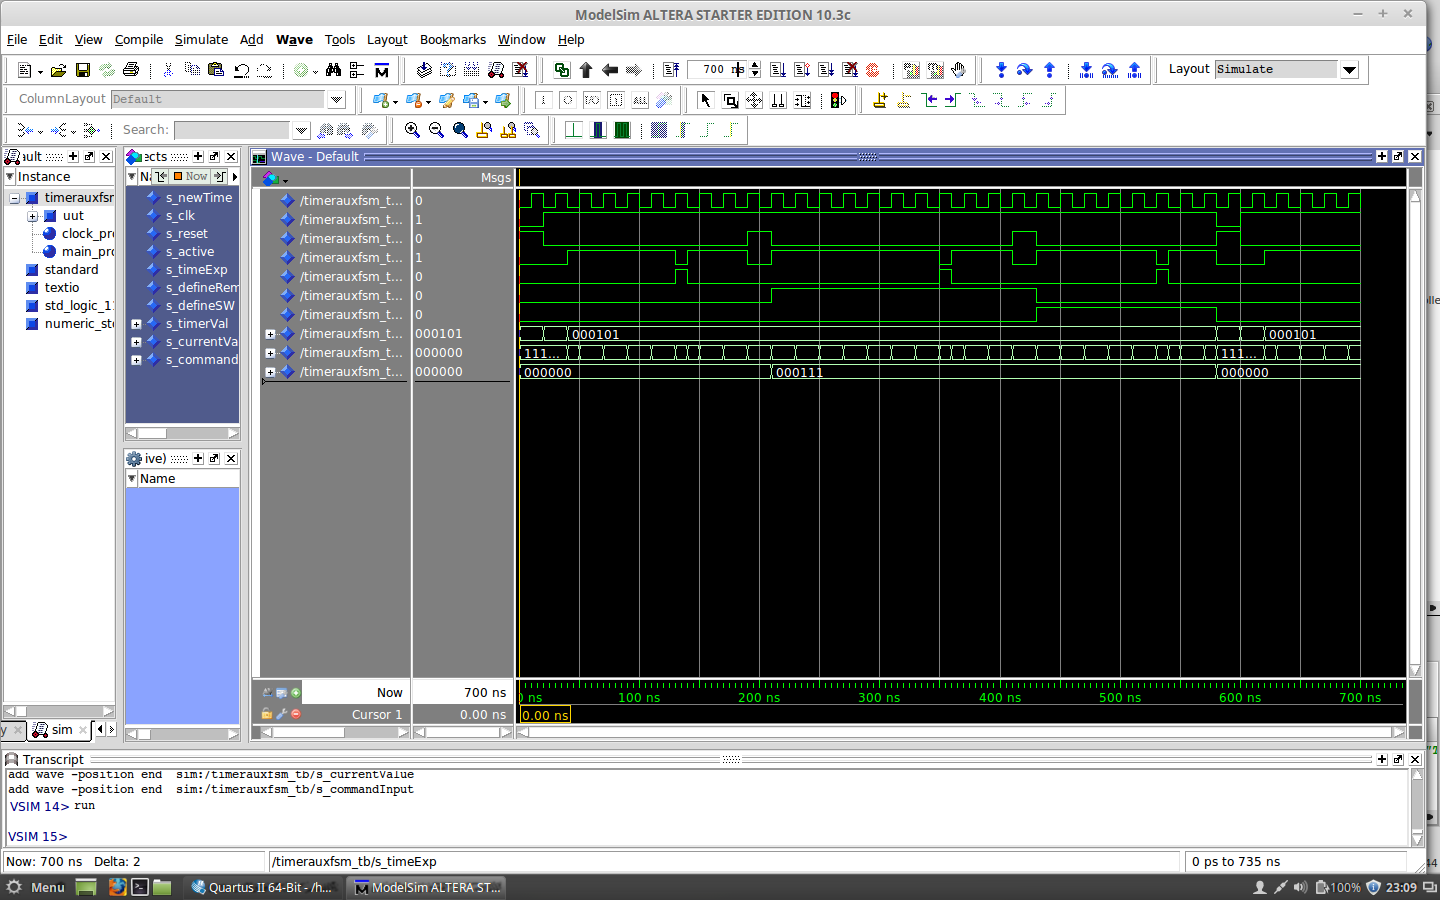 ModelSim ALTERA STARTER EDITION 10.3c
File Edit View Compile Simulate Add Wave Tools Layout Bookmarks Window Help
700 ns Layout Simulate
ColumnLayout Default
Search:
Wave - Default
Instance
Now
Msgs
timerauxfsm
uut
clock_pro
main_pro
standard
textio
std_logic_1
numeric_std
s_newTime
s_clk
s_reset
s_active
s_timeExp
s_defineRem
s_defineSW
s_timerVal
s_currentVa
s_command
ive)
Name
/timerauxfsm_t... 0
/timerauxfsm_t... 1
/timerauxfsm_t... 0
/timerauxfsm_t... 1
/timerauxfsm_t... 0
/timerauxfsm_t... 0
/timerauxfsm_t... 0
/timerauxfsm_t... 000101 000101 000101
/timerauxfsm_t... 000000 111... 111...
/timerauxfsm_t... 000000 000000 000111 000000
Now 700 ns
ns 100 ns 200 ns 300 ns 400 ns 500 ns 600 ns 700 ns
Cursor 1 0.00 ns 0.00 ns
sim
Transcript
add wave -position end sim:/timerauxfsm_tb/s_currentValue
add wave -position end sim:/timerauxfsm_tb/s_commandInput
VSIM 14> run
VSIM 15>
Now: 700 ns Delta: 2 /timerauxfsm_tb/s_timeExp 0 ps to 735 ns
Menu Quartus II 64-Bit - /h... ModelSim ALTERA ST... 100% 23:09